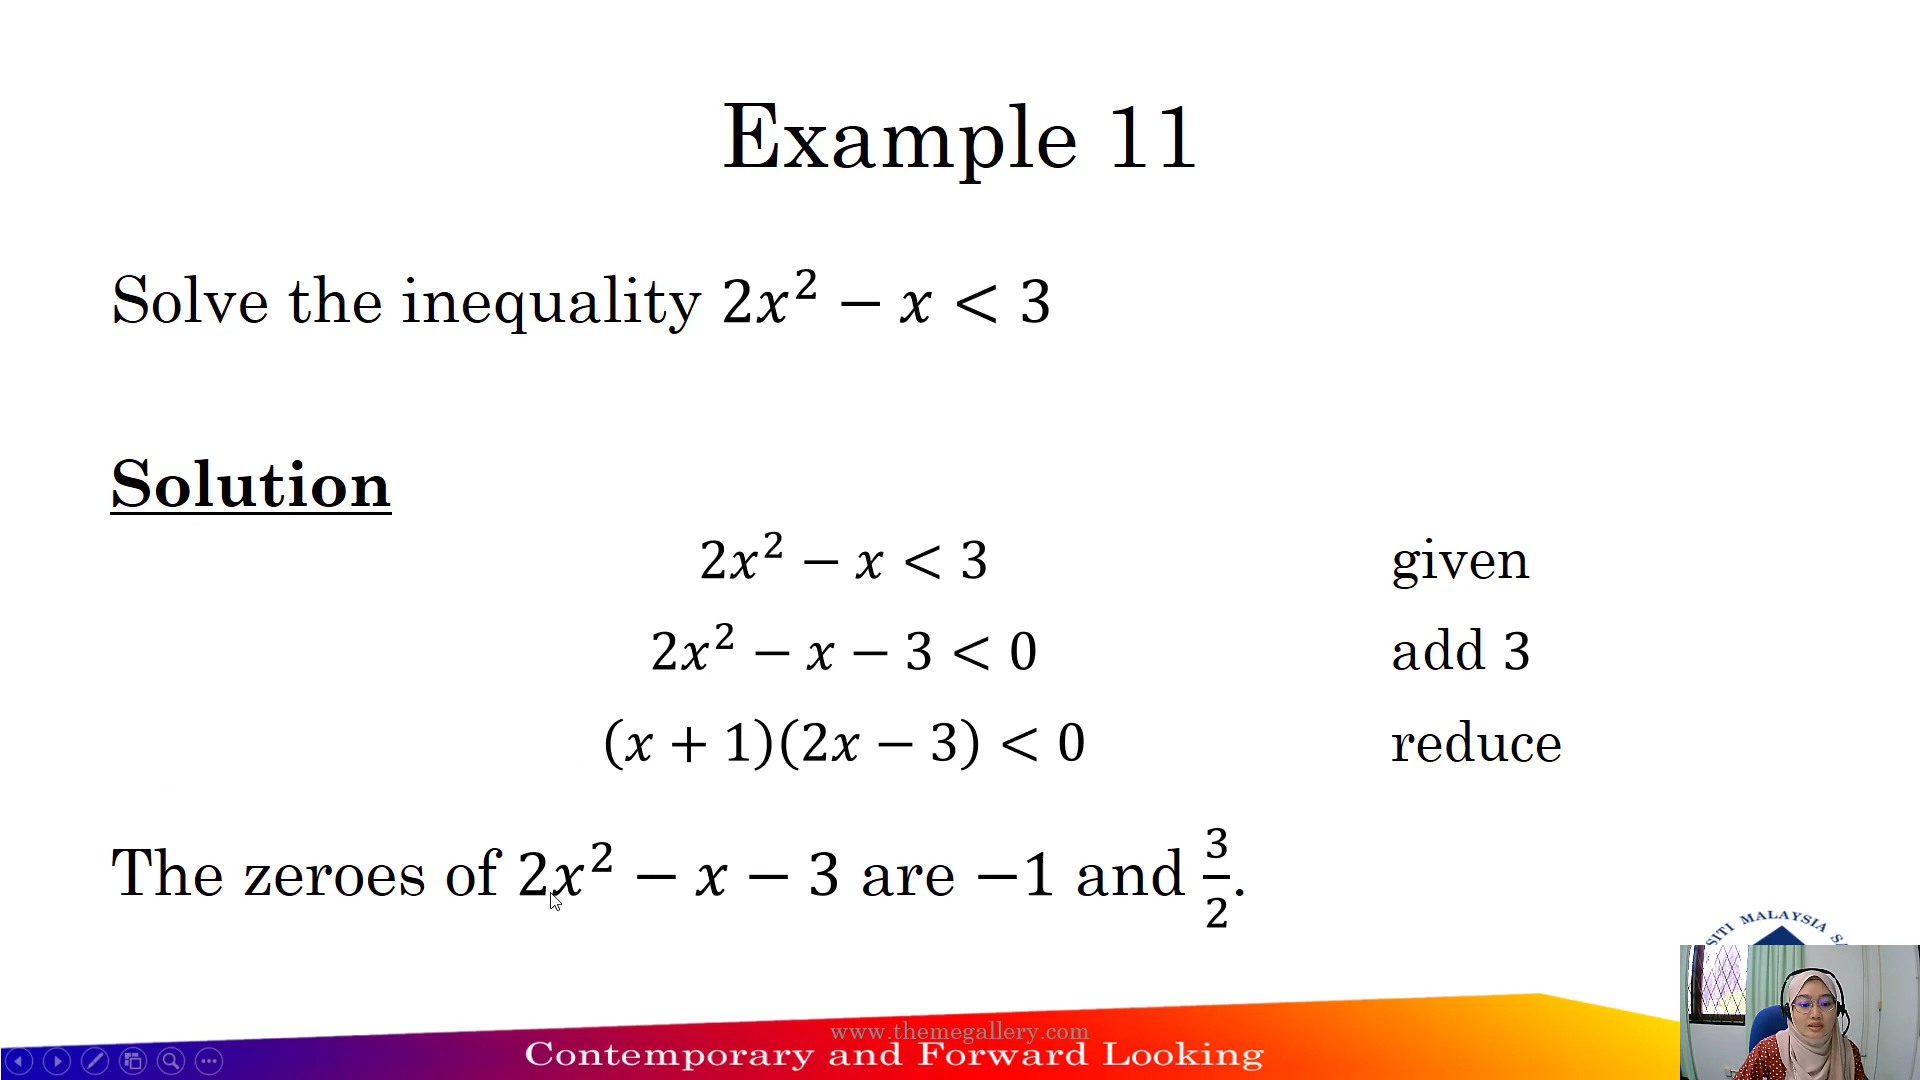 Example 11
Solve the inequality 2x² − x < 3
Solution
2x² − x < 3 given
2x² − x − 3 < 0 add 3
(x + 1)(2x − 3) < 0 reduce
The zeroes of 2x² − x − 3 are −1 and 3/2.
SITI MALAYSIA SA
www.themegallery.com
Contemporary and Forward Looking